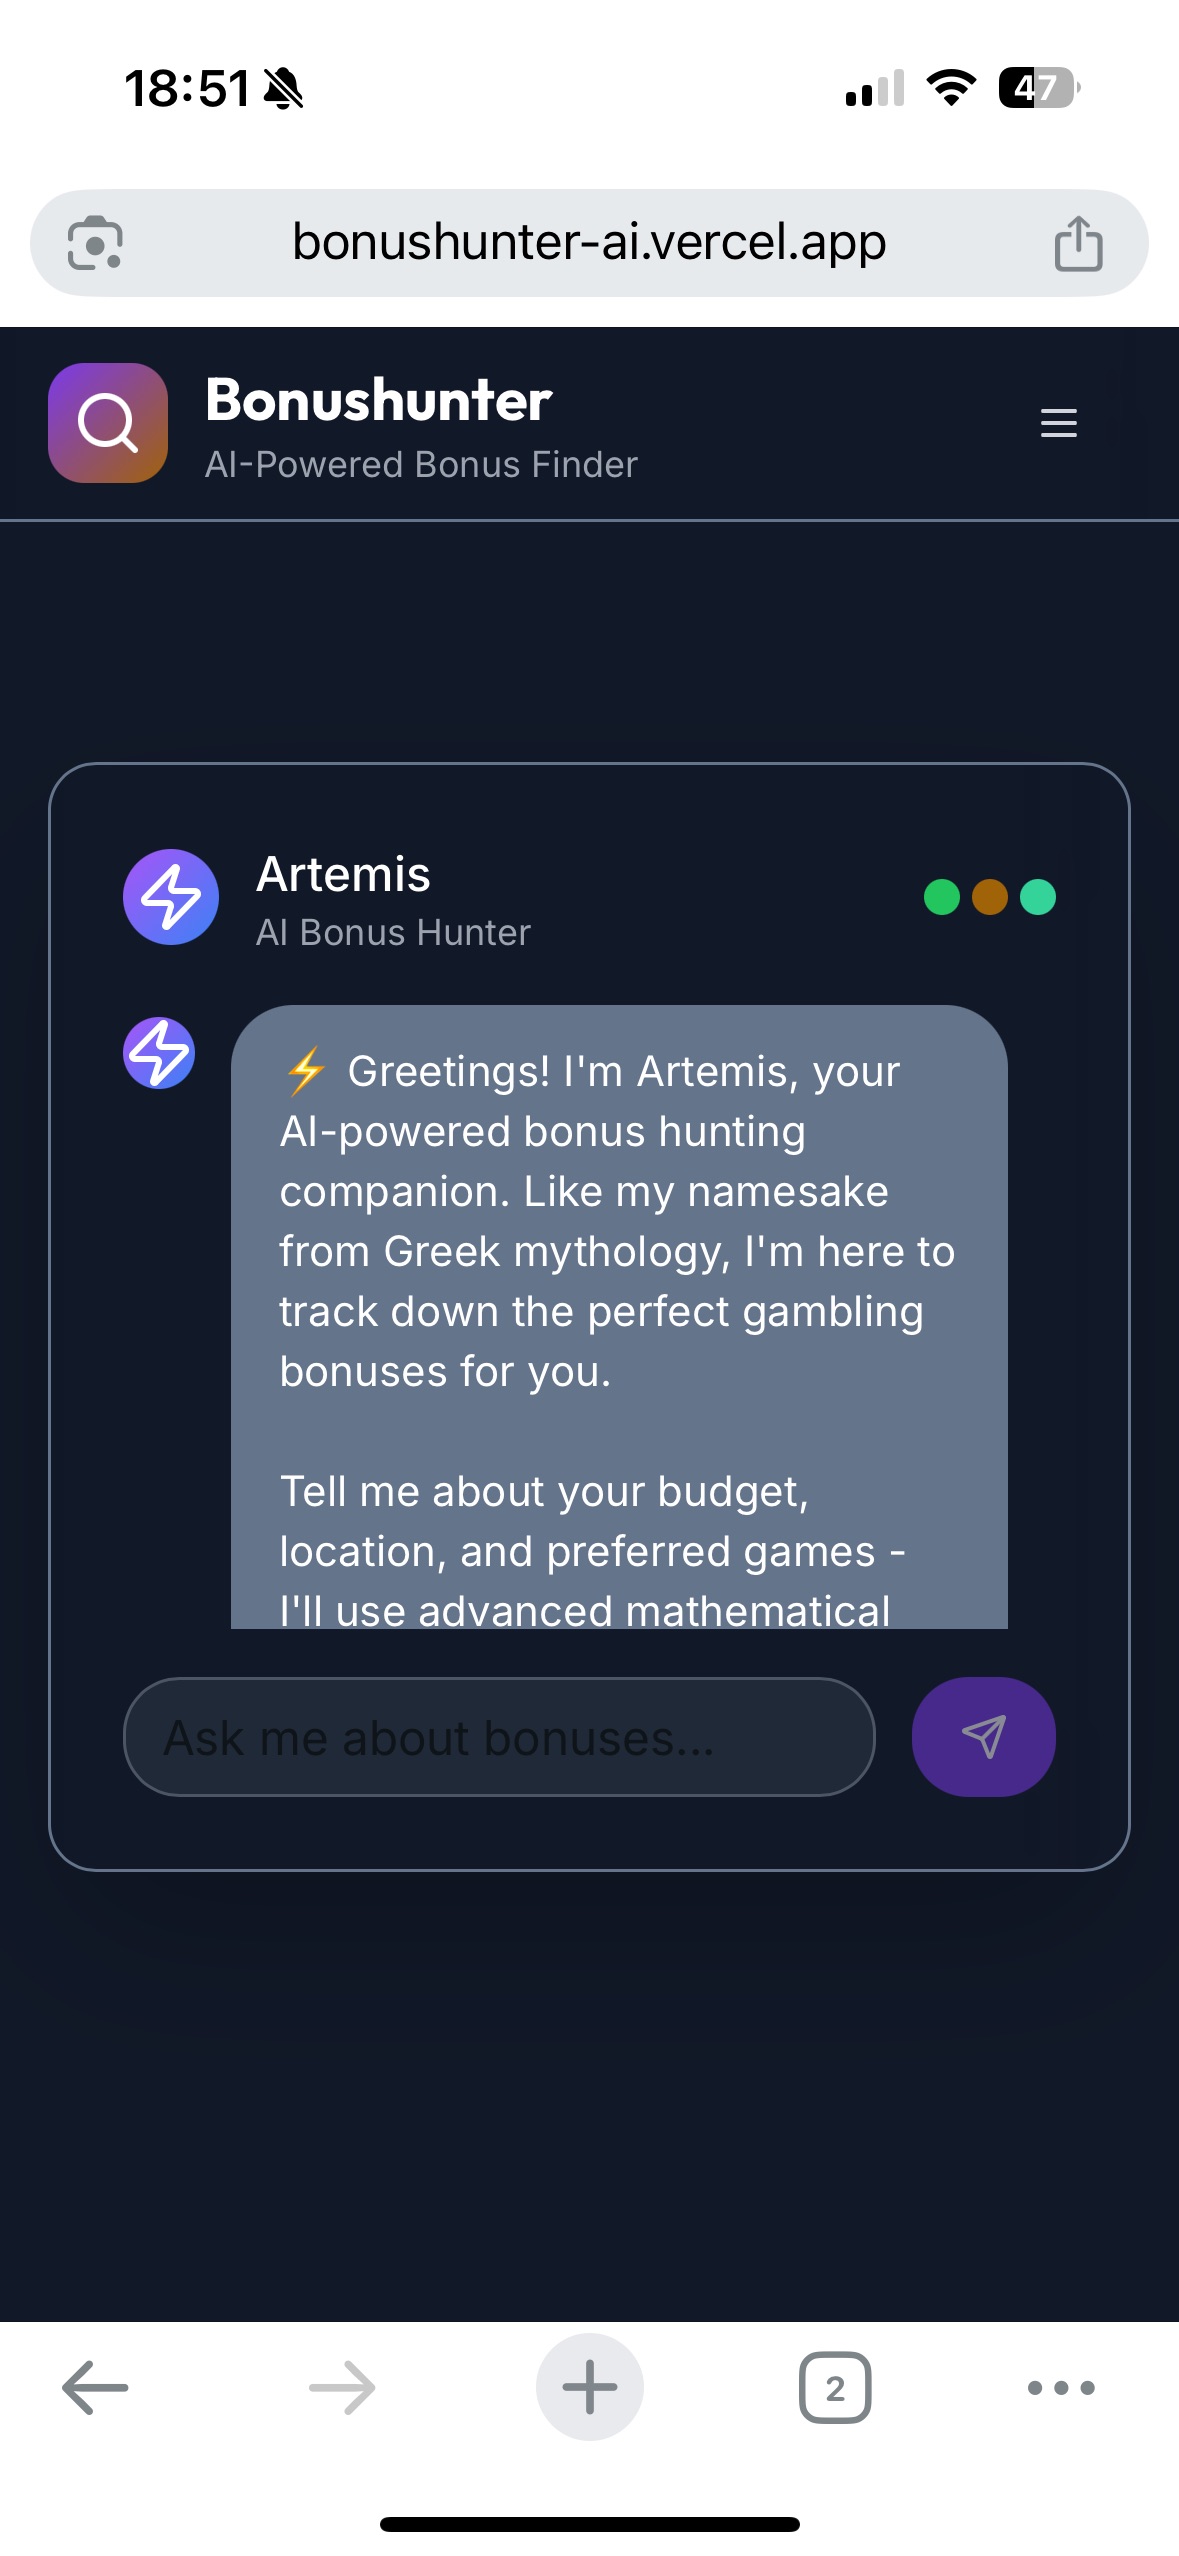 18:51
47
bonushunter-ai.vercel.app
Bonushunter
AI-Powered Bonus Finder
Artemis
AI Bonus Hunter
⚡ Greetings! I'm Artemis, your
AI-powered bonus hunting
companion. Like my namesake
from Greek mythology, I'm here to
track down the perfect gambling
bonuses for you.
Tell me about your budget,
location, and preferred games -
I'll use advanced mathematical
Ask me about bonuses...
2